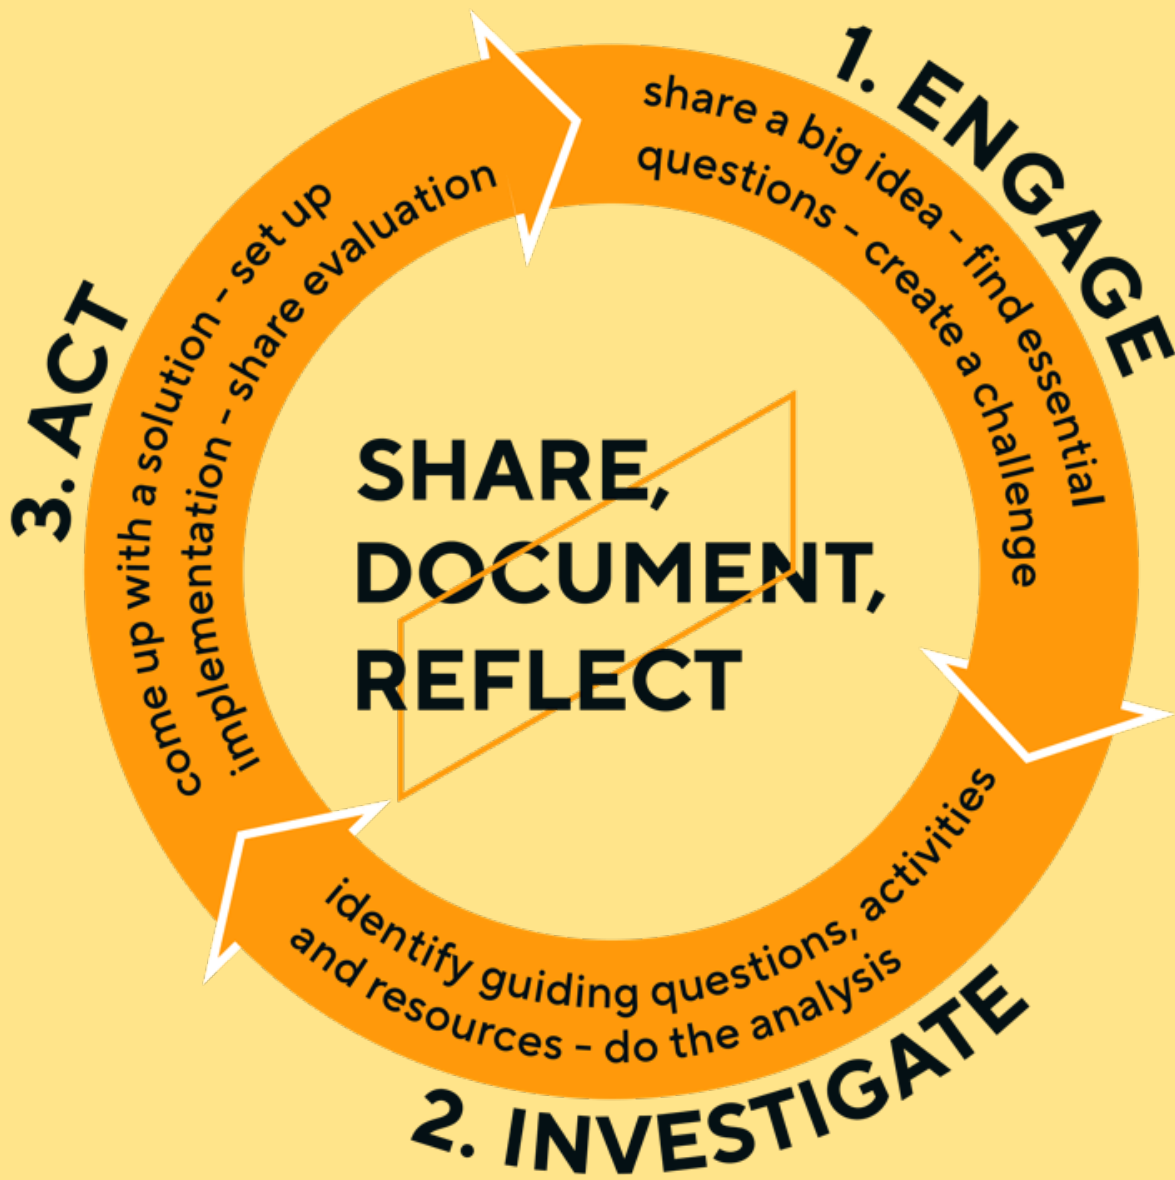 1. ENGAGE
share a big idea - find essential
questions - create a challenge
2. INVESTIGATE
identify guiding questions, activities
and resources - do the analysis
3. ACT
come up with a solution - set up
implementation - share evaluation
SHARE,
DOCUMENT,
REFLECT